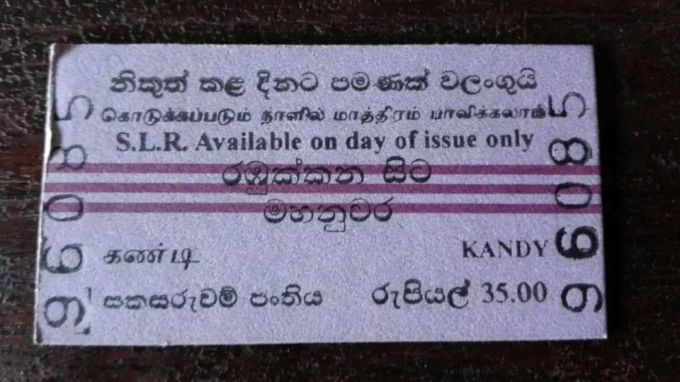 නිකුත් කළ දිනට පමණක් වලංගුයි
கொடுக்கப்படும் நாளில் மாத்திரம் பாவிக்கலாம்
S.L.R. Available on day of issue only
රඹුක්කන සිට
මහනුවර
கண்டி KANDY
සකසරුවම් පංතිය රුපියල් 35.00